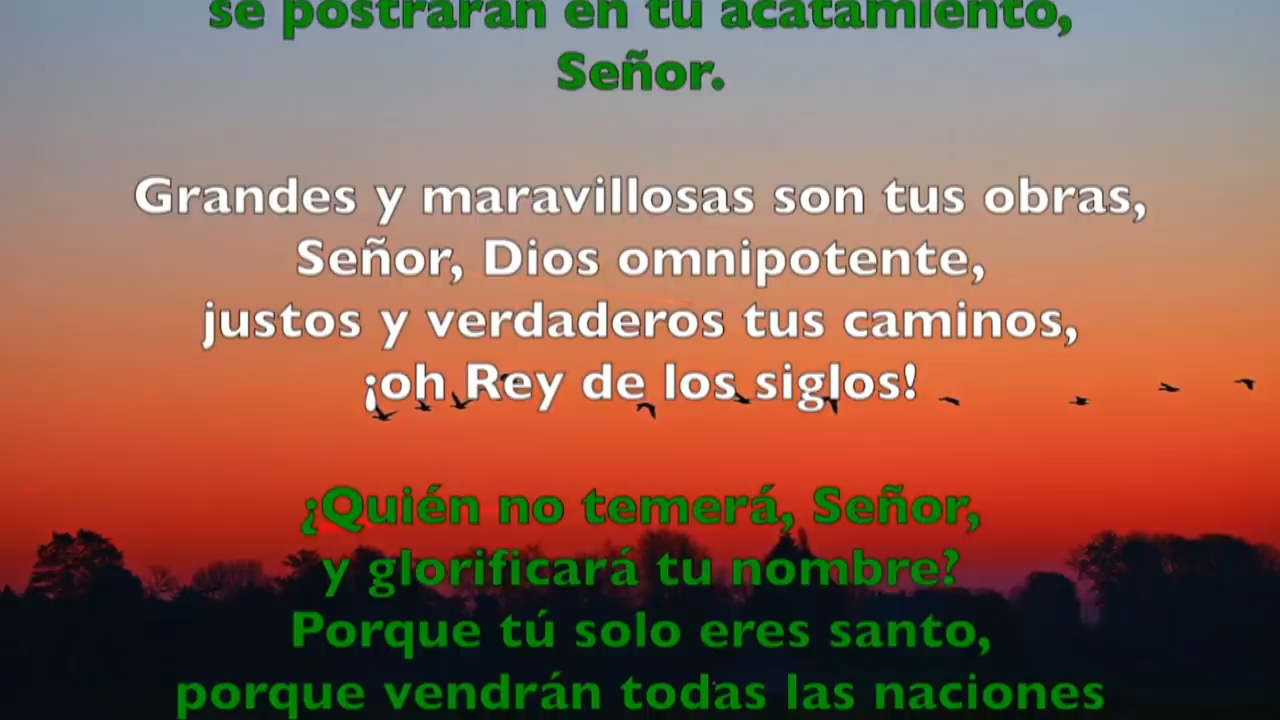 se postrarán en tu acatamiento,
Señor.
Grandes y maravillosas son tus obras,
Señor, Dios omnipotente,
justos y verdaderos tus caminos,
¡oh Rey de los siglos!
¿Quién no temerá, Señor,
y glorificará tu nombre?
Porque tú solo eres santo,
porque vendrán todas las naciones